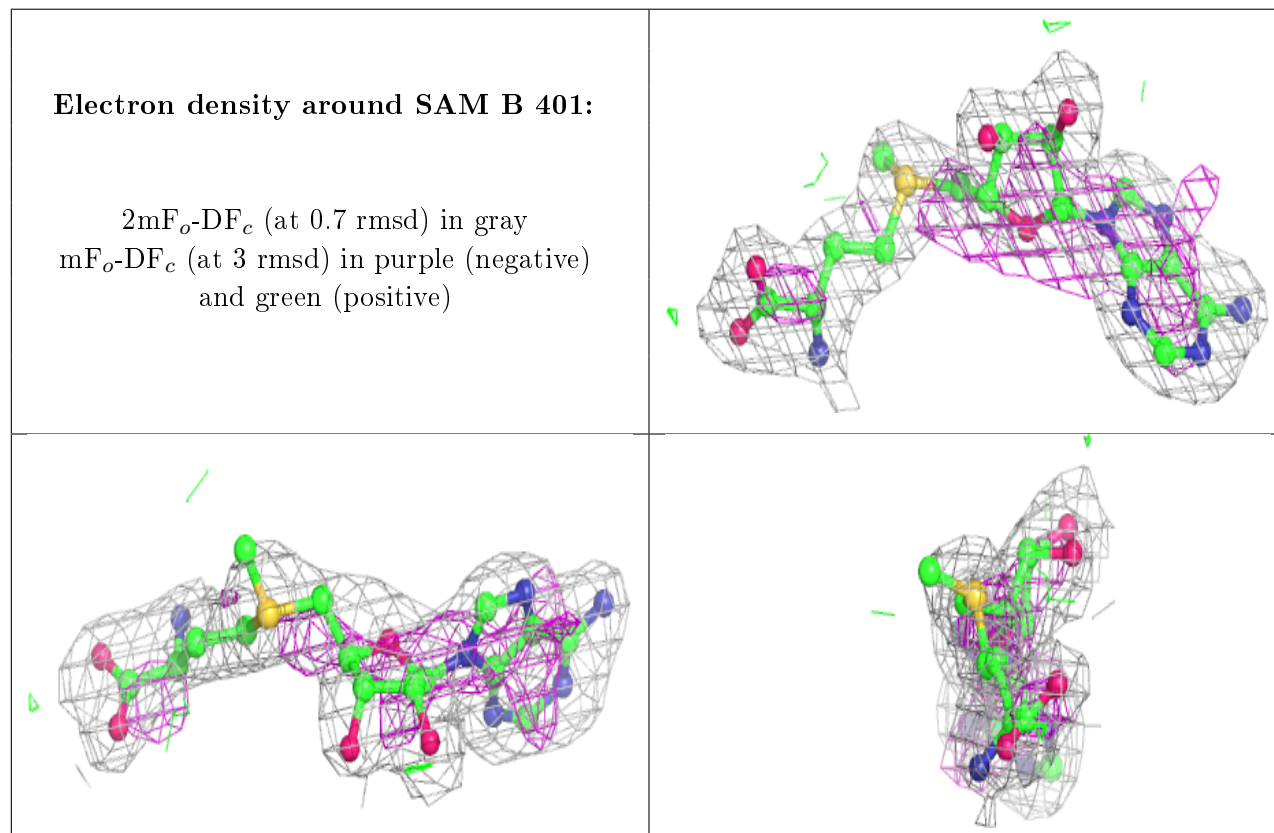 Electron density around SAM B 401:
2mFo-DFc (at 0.7 rmsd) in gray
mFo-DFc (at 3 rmsd) in purple (negative)
and green (positive)